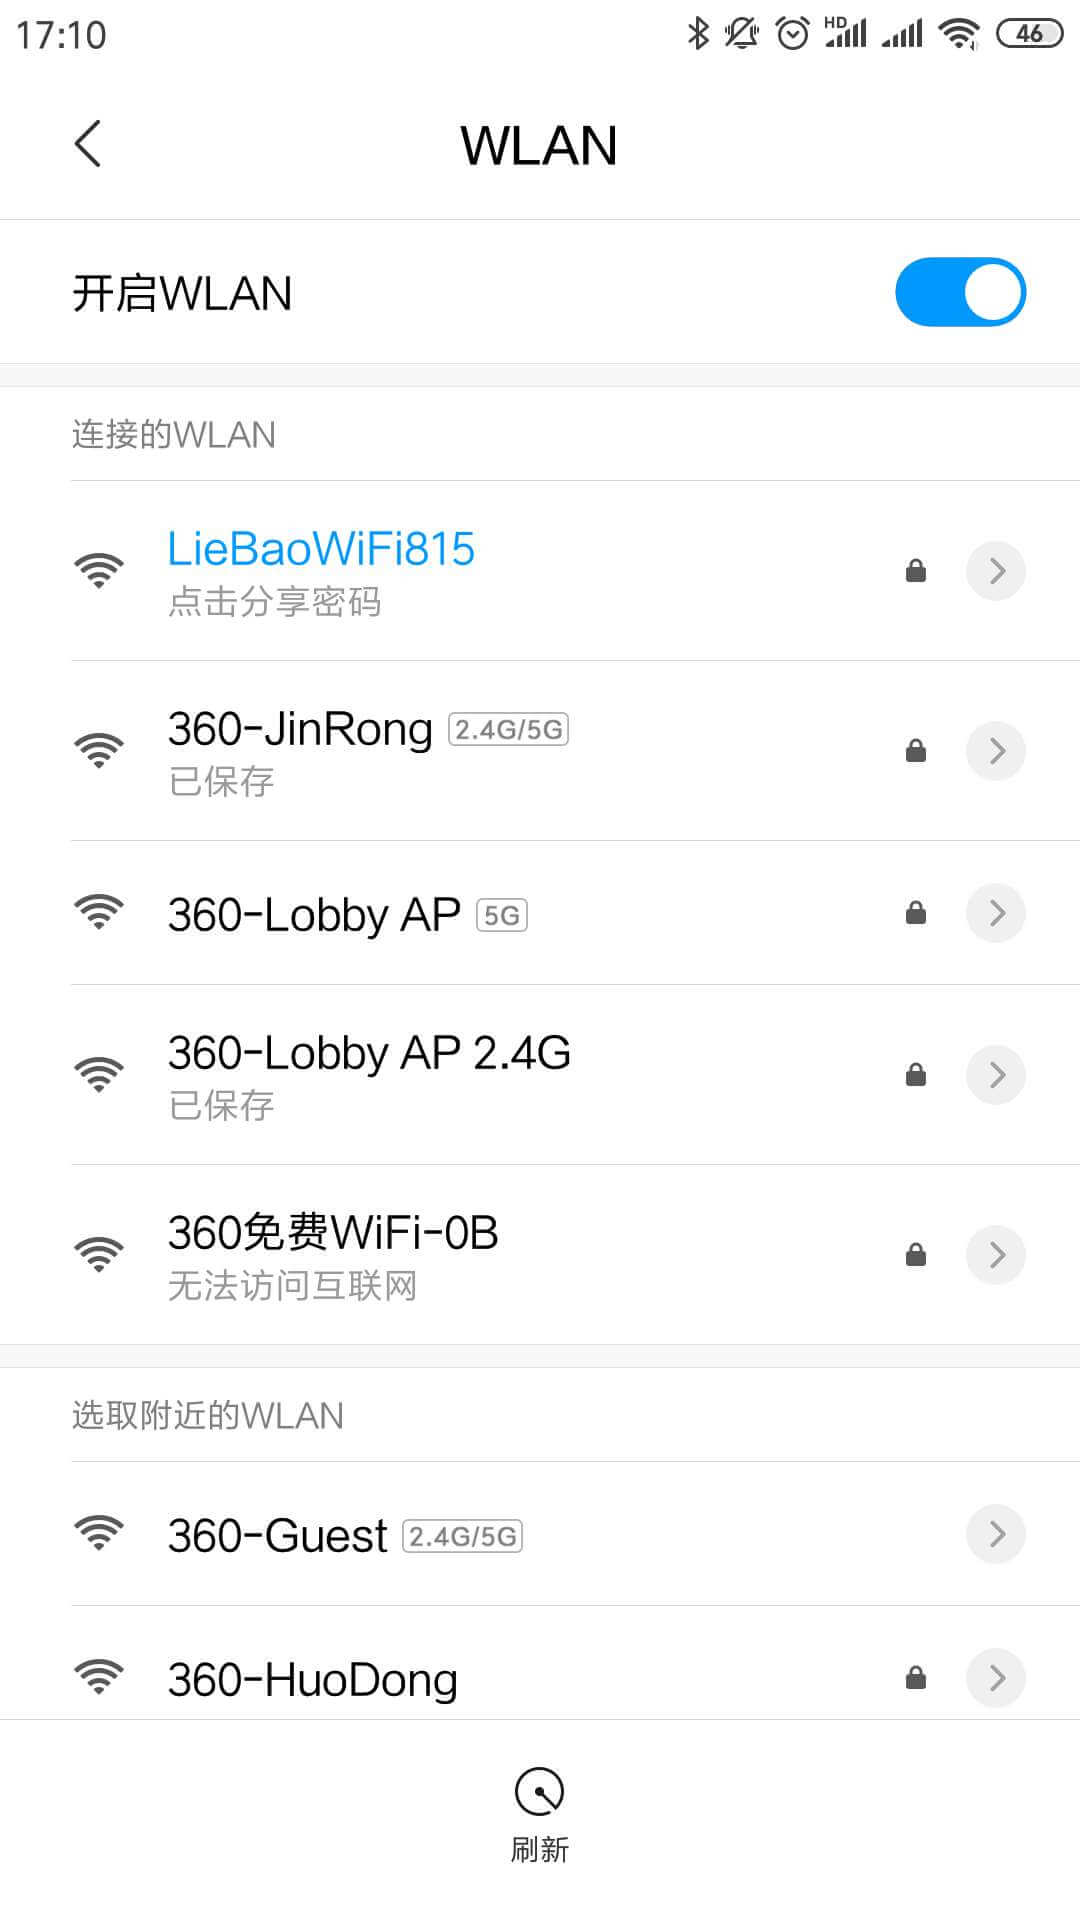 17:10
HD
46
WLAN
开启WLAN
连接的WLAN
LieBaoWiFi815
点击分享密码
360-JinRong 2.4G/5G
已保存
360-Lobby AP 5G
360-Lobby AP 2.4G
已保存
360免费WiFi-0B
无法访问互联网
选取附近的WLAN
360-Guest 2.4G/5G
360-HuoDong
刷新